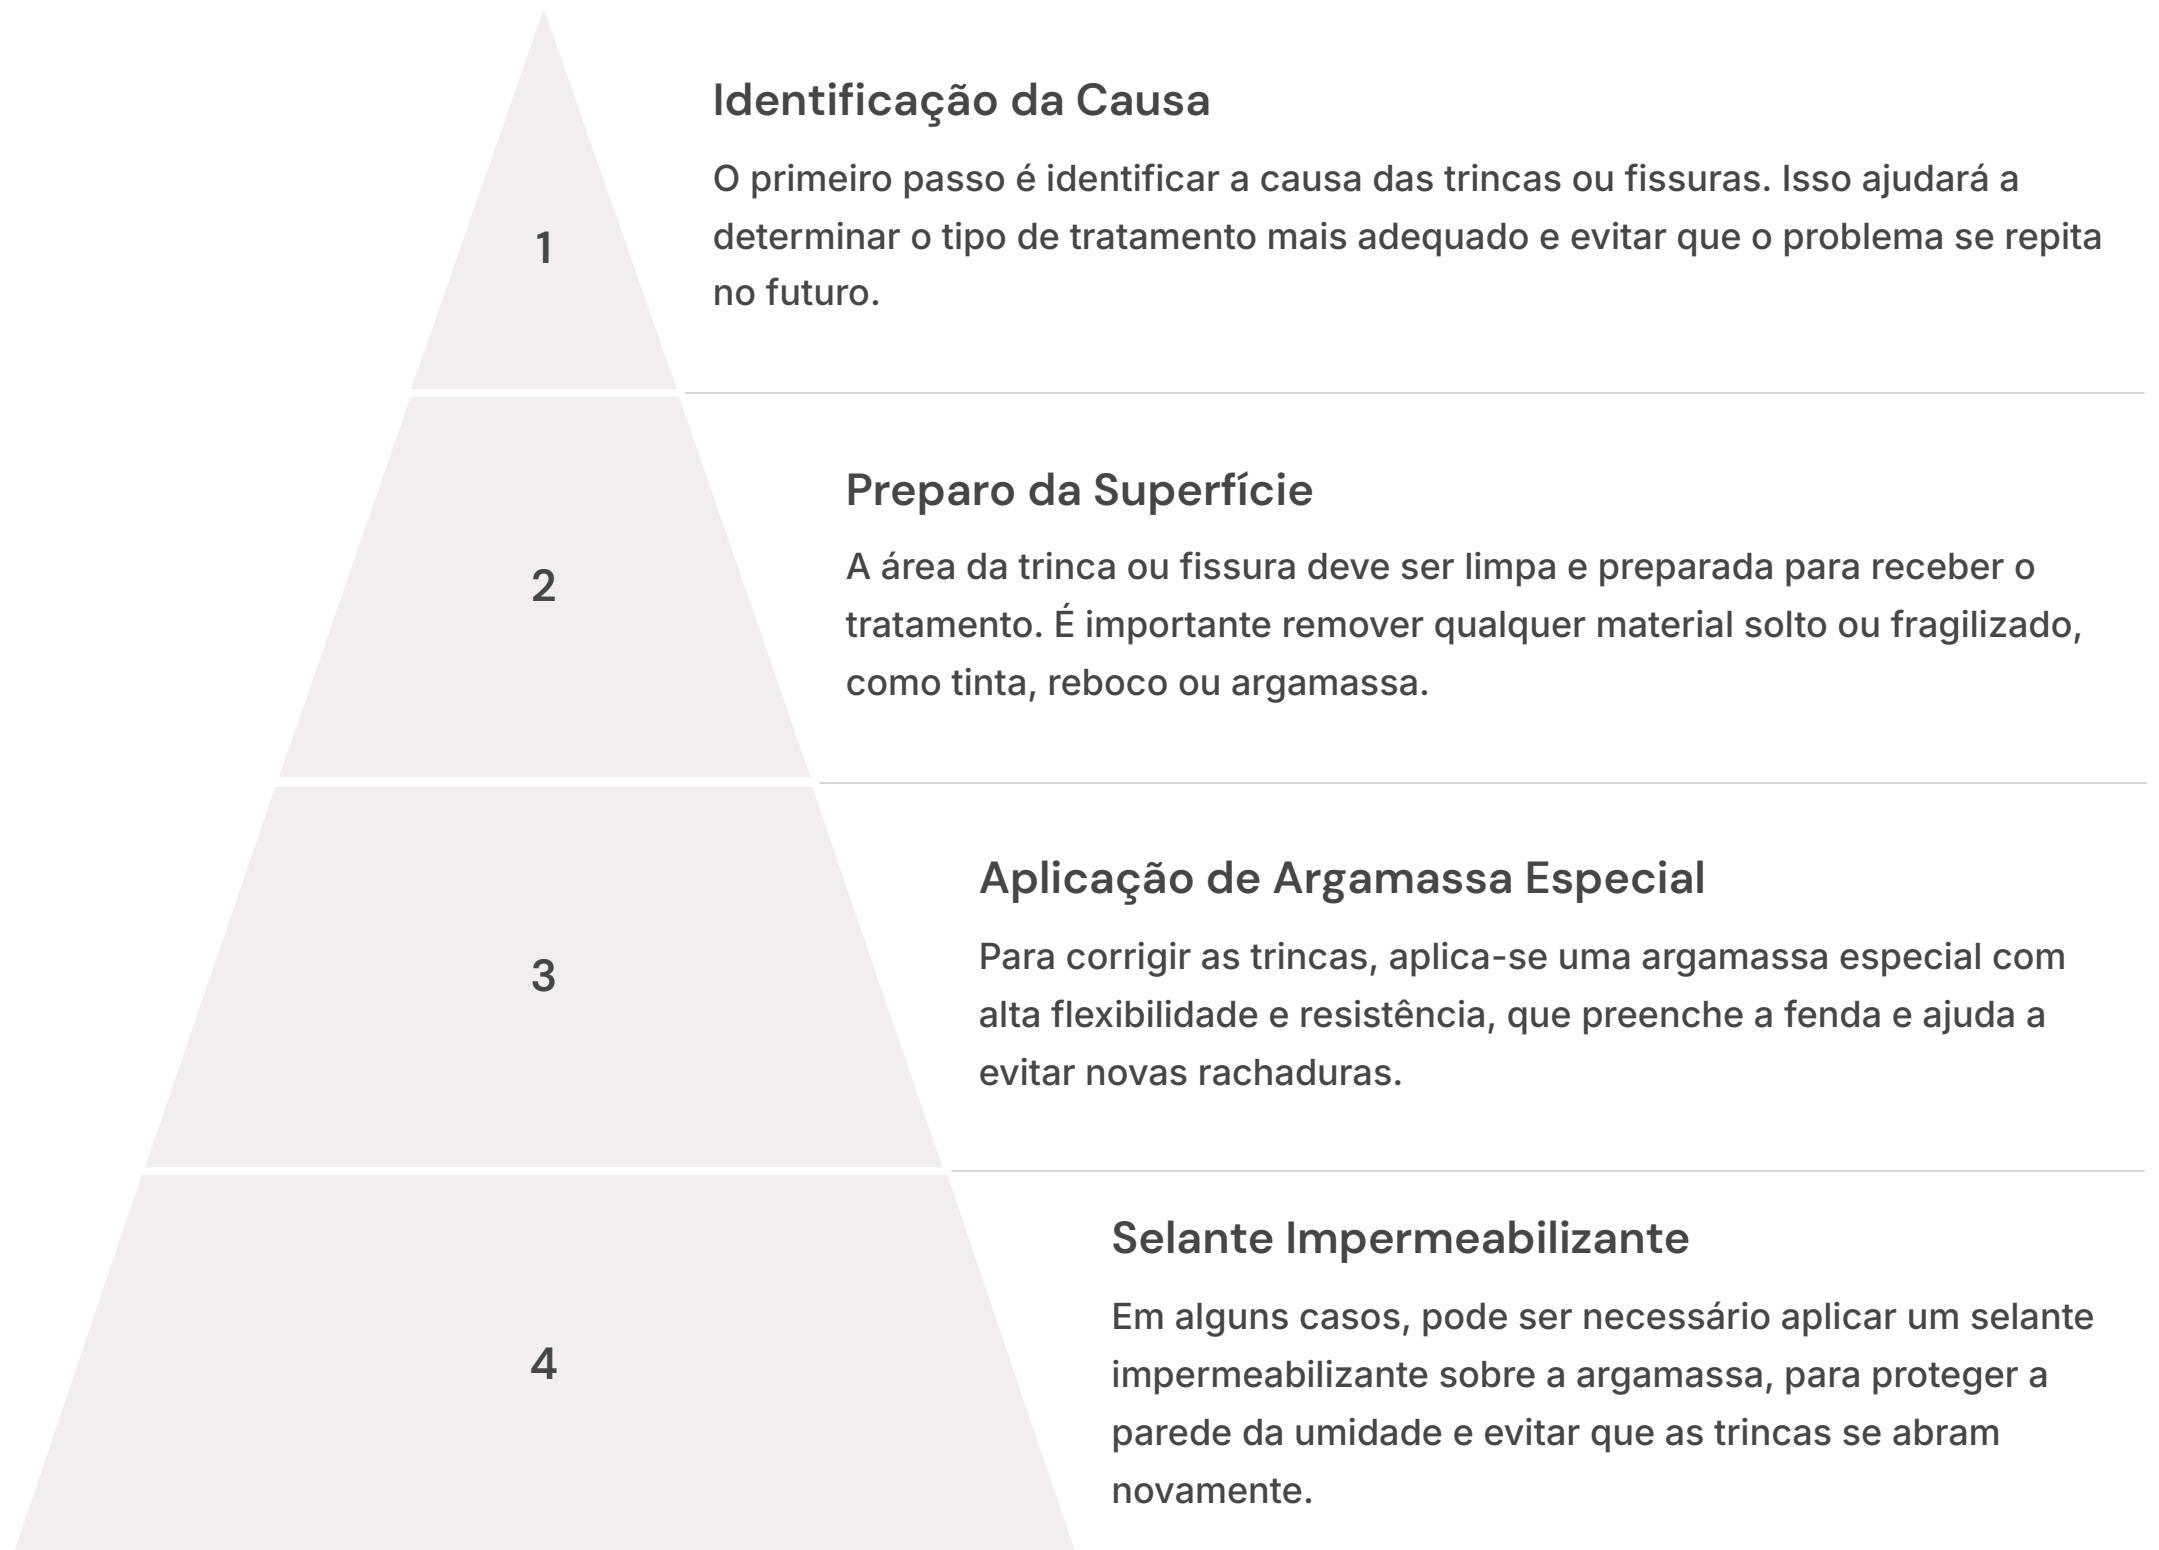 1
Identificação da Causa
O primeiro passo é identificar a causa das trincas ou fissuras. Isso ajudará a
determinar o tipo de tratamento mais adequado e evitar que o problema se repita
no futuro.
2
Preparo da Superfície
A área da trinca ou fissura deve ser limpa e preparada para receber o
tratamento. É importante remover qualquer material solto ou fragilizado,
como tinta, reboco ou argamassa.
3
Aplicação de Argamassa Especial
Para corrigir as trincas, aplica-se uma argamassa especial com
alta flexibilidade e resistência, que preenche a fenda e ajuda a
evitar novas rachaduras.
4
Selante Impermeabilizante
Em alguns casos, pode ser necessário aplicar um selante
impermeabilizante sobre a argamassa, para proteger a
parede da umidade e evitar que as trincas se abram
novamente.